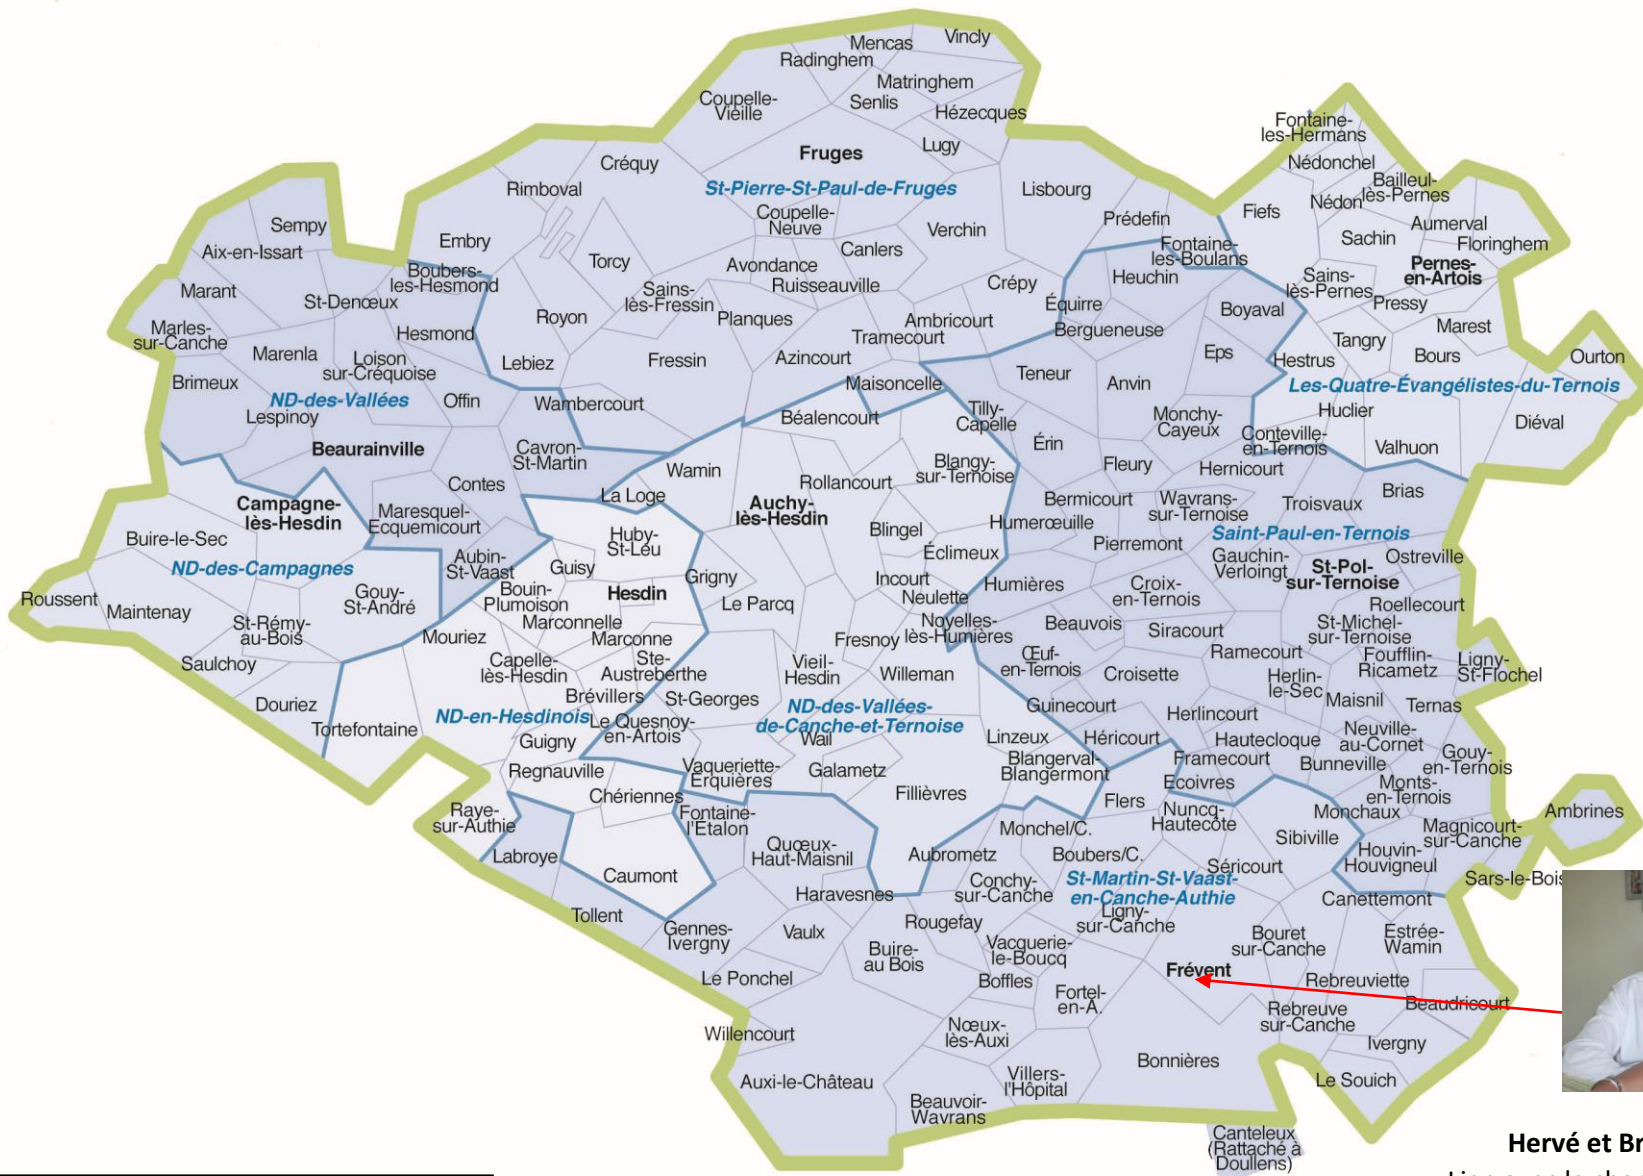 Mencas
Vincly
Radinghem
Matringhem
Coupelle-
Vieille
Senlis
Hézecques
Fontaine-
les-Hermans
Lugy
Fruges
Créquy
Nédonchel
Rimboval
St-Pierre-St-Paul-de-Fruges
Lisbourg
Bailleul-
lès-Pernes
Nédon
Fiefs
Prédefin
Coupelle-
Neuve
Sempy
Verchin
Aumerval
Embry
Canlers
Sachin
Floringhem
Aix-en-Issart
Fontaine-
les-Boulans
Torcy
Avondance
Pernes-
en-Artois
Boubers-
les-Hesmond
Heuchin
Sains-
lès-Pernes
Marant
Ruisseauville
Crépy
Sains-
lès-Fressin
St-Denœux
Équirre
Pressy
Boyaval
Royon
Planques
Ambricourt
Marles-
sur-Canche
Hesmond
Bergueneuse
Marest
Tramecourt
Tangry
Marenla
Loison
sur-Créquoise
Lebiez
Fressin
Azincourt
Eps
Hestrus
Bours
Ourton
Teneur
Brimeux
Maisoncelle
Anvin
Les-Quatre-Évangélistes-du-Ternois
ND-des-Vallées
Offin
Wambercourt
Lespinoy
Béalencourt
Tilly-
Capelle
Monchy-
Cayeux
Huclier
Diéval
Beaurainville
Cavron-
St-Martin
Érin
Conteville-
en-Ternois
Valhuon
Wamin
Blangy-
sur-Ternoise
Fleury
Hernicourt
Contes
Rollancourt
La Loge
Brias
Campagne-
lès-Hesdin
Auchy-
lès-Hesdin
Bermicourt
Wavrans-
sur-Ternoise
Troisvaux
Maresquel-
Ecquemicourt
Humerœuille
Buire-le-Sec
Huby-
St-Leu
Blingel
Saint-Paul-en-Ternois
Pierremont
Éclimeux
Aubin-
St-Vaast
ND-des-Campagnes
Guisy
Gauchin-
Verloingt
St-Pol-
sur-Ternoise
Ostreville
Grigny
Incourt
Humières
Croix-
en-Ternois
Bouin-
Plumoison
Hesdin
Gouy-
St-André
Roussent
Neulette
Le Parcq
Roellecourt
Maintenay
Marconnelle
St-Rémy-
au-Bois
Noyelles-
lès-Humières
Beauvois
Siracourt
St-Michel-
sur-Ternoise
Mouriez
Marconne
Fresnoy
Ramecourt
Foufflin-
Ricametz
Saulchoy
Capelle-
lès-Hesdin
Ste-
Austreberthe
Vieil-
Hesdin
Willeman
Œuf-
en-Ternois
Croisette
Herlin-
le-Sec
Ligny-
St-Flochel
Brévillers
St-Georges
Maisnil
Ternas
Douriez
ND-des-Vallées-
de-Canche-et-Ternoise
Guinecourt
Herlincourt
ND-en-Hesdinois
Le Quesnoy-
en-Artois
Tortefontaine
Wail
Linzeux
Héricourt
Hautecloque
Neuville-
au-Cornet
Guigny
Gouy-
en-Ternois
Framecourt
Bunneville
Regnauville
Vaqueriette-
Erquières
Galametz
Blangerval-
Blangermont
Ecoivres
Monts-
en-Ternois
Chériennes
Fillièvres
Flers
Monchaux
Ambrines
Raye-
sur-Authie
Fontaine-
l'Etalon
Nuncq-
Hautecôte
Magnicourt-
sur-Canche
Monchel/C.
Sibiville
Labroye
Quœux-
Haut-Maisnil
Aubrometz
Boubers/C.
Séricourt
Houvin-
Houvigneul
Caumont
Conchy-
sur-Canche
St-Martin-St-Vaast-
en-Canche-Authie
Sars-le-Bois
Haravesnes
Canettemont
Tollent
Rougefay
Ligny-
sur-Canche
Gennes-
Ivergny
Vaulx
Bouret
sur-Canche
Estrée-
Wamin
Buire-
au Bois
Vacquerie-
le-Boucq
Le Ponchel
Frévent
Boffles
Rebreuviette
Fortel-
en-A.
Beaudricourt
Rebreuve
sur-Canche
Willencourt
Nœux-
lès-Auxi
Ivergny
Bonnières
Auxi-le-Château
Villers-
l'Hôpital
Le Souich
Beauvoir-
Wavrans
Canteleux
(Rattaché à
Doullens)
Hervé et Br